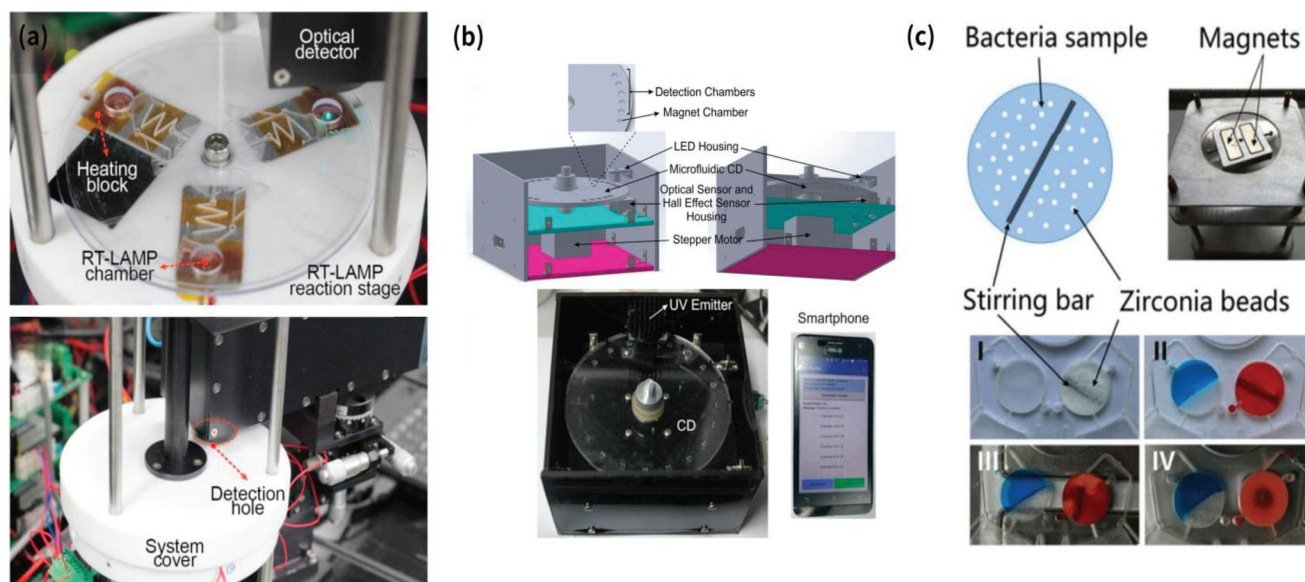 (a)
Optical
detector
Heating
block
RT-LAMP
chamber
RT-LAMP
reaction stage
Detection
hole
System
cover
(b)
Detection Chambers
Magnet Chamber
LED Housing
Microfluidic CD
Optical Sensor and
Hall Effect Sensor
Housing
Stepper Motor
UV Emitter
CD
Smartphone
(c)
Bacteria sample
Magnets
Stirring bar
Zirconia beads
I
II
III
IV